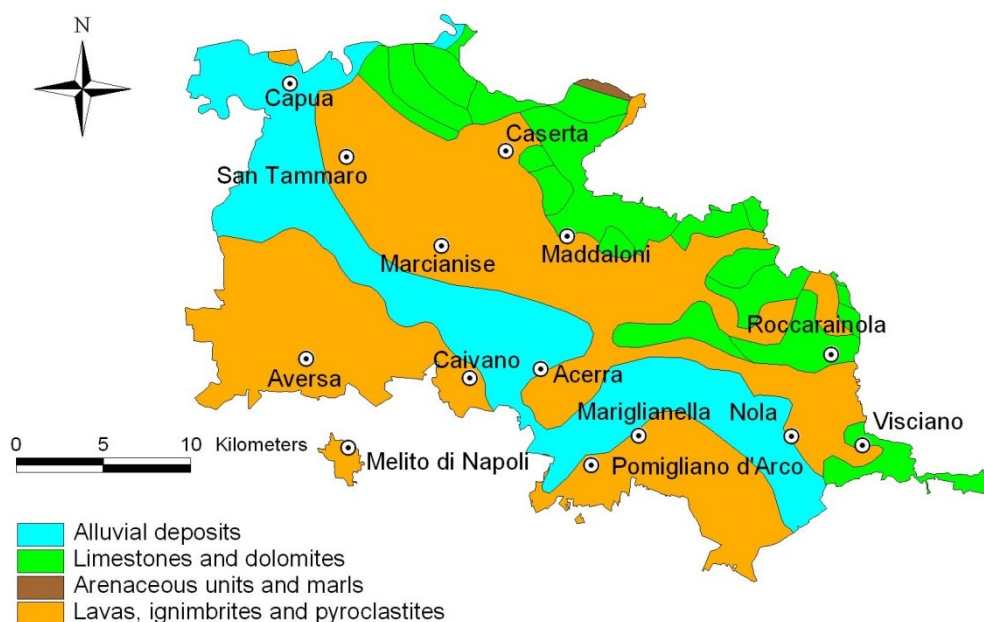 N
Capua
Caserta
San Tammaro
Marcianise
Maddaloni
Roccarainola
Caivano
Acerra
Aversa
Mariglianella
Nola
Visciano
0 5 10 Kilometers
Melito di Napoli
Pomigliano d'Arco
Alluvial deposits
Limestones and dolomites
Arenaceous units and marls
Lavas, ignimbrites and pyroclastites